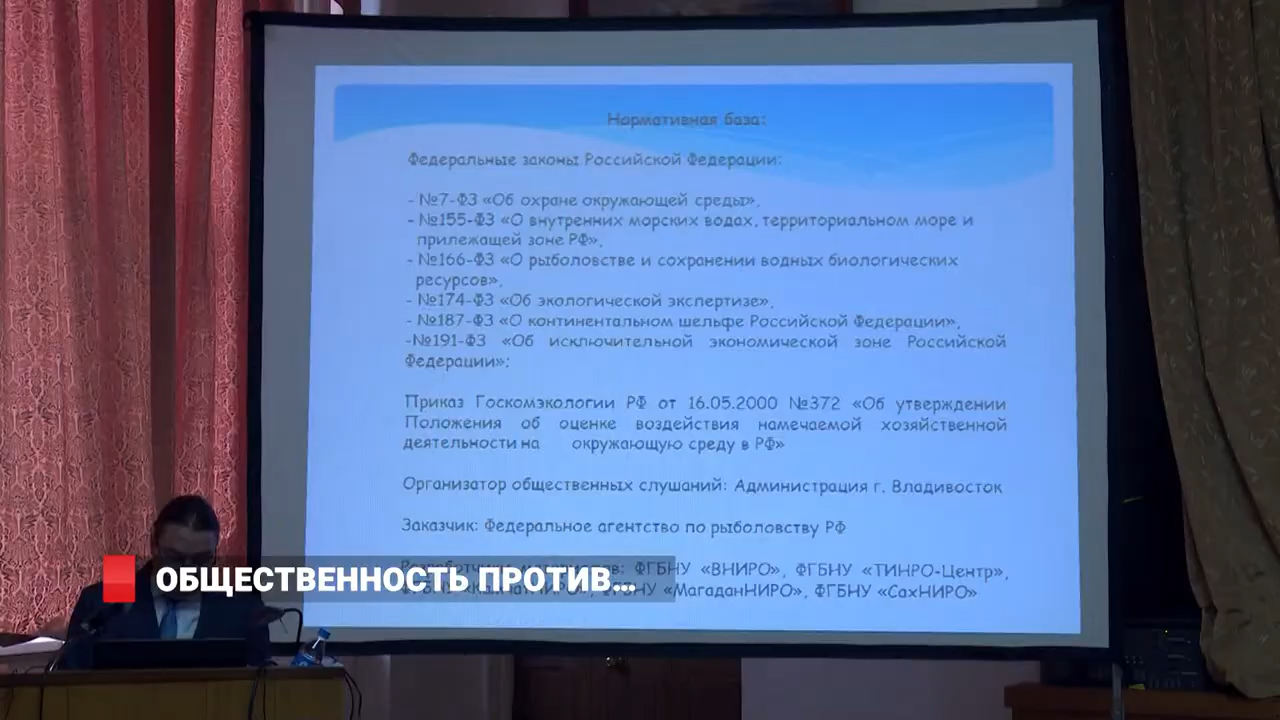 Нормативная база:
Федеральные законы Российской Федерации:
- №7-ФЗ «Об охране окружающей среды»,
- №155-ФЗ «О внутренних морских водах, территориальном море и
прилежащей зоне РФ»,
- №166-ФЗ «О рыболовстве и сохранении водных биологических
ресурсов»,
- №174-ФЗ «Об экологической экспертизе»,
- №187-ФЗ «О континентальном шельфе Российской Федерации»,
-№191-ФЗ «Об исключительной экономической зоне Российской
Федерации»;
Приказ Госкомэкологии РФ от 16.05.2000 №372 «Об утверждении
Положения об оценке воздействия намечаемой хозяйственной
деятельности на окружающую среду в РФ»
Организатор общественных слушаний: Администрация г. Владивосток
Заказчик: Федеральное агентство по рыболовству РФ
ФГБНУ «ВНИРО», ФГБНУ «ТИНРО-Центр»,
ФГБНУ «МагаданНИРО», ФГБНУ «СахНИРО»
ОБЩЕСТВЕННОСТЬ ПРОТИВ...